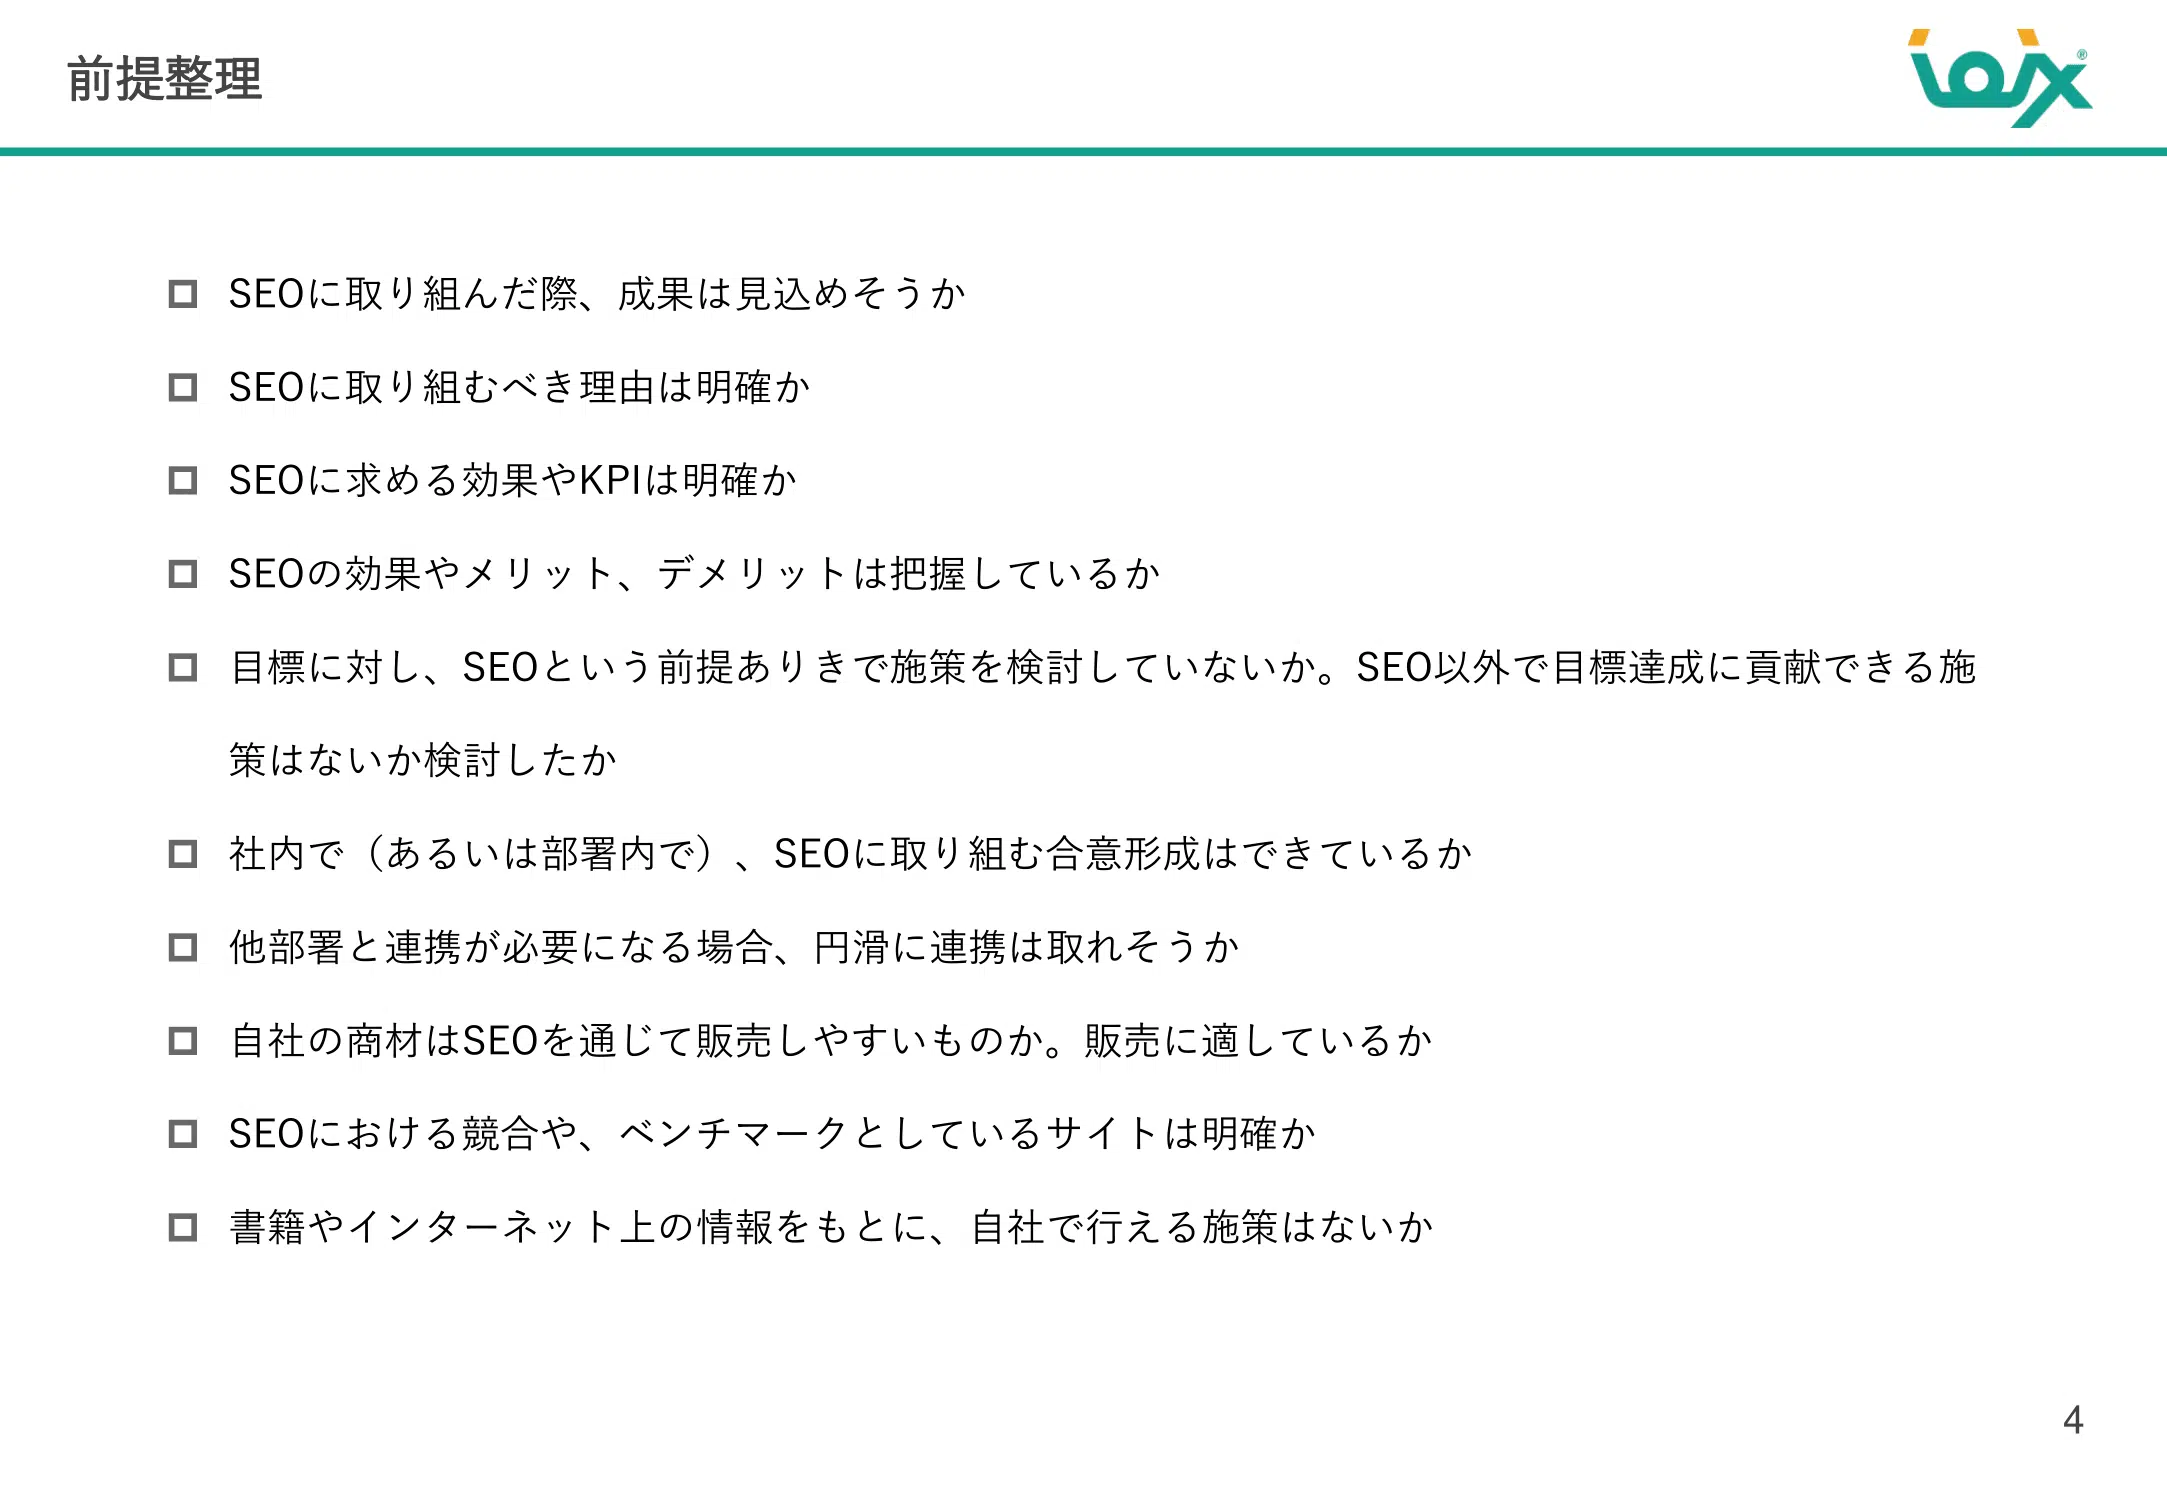 前提整理
ioix®
SEOに取り組んだ際、成果は見込めそうか
SEOに取り組むべき理由は明確か
SEOに求める効果やKPIは明確か
SEOの効果やメリット、デメリットは把握しているか
目標に対し、SEOという前提ありきで施策を検討していないか。SEO以外で目標達成に貢献できる施
策はないか検討したか
社内で（あるいは部署内で）、SEOに取り組む合意形成はできているか
他部署と連携が必要になる場合、円滑に連携は取れそうか
自社の商材はSEOを通じて販売しやすいものか。販売に適しているか
SEOにおける競合や、ベンチマークとしているサイトは明確か
書籍やインターネット上の情報をもとに、自社で行える施策はないか
4